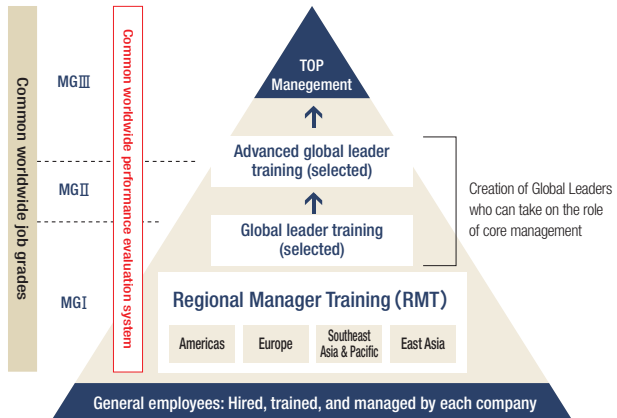 Common worldwide job grades
Common worldwide performance evaluation system
MGⅢ
MGⅡ
MGⅠ
TOP
Manegement
Advanced global leader
training (selected)
Global leader training
(selected)
Creation of Global Leaders
who can take on the role
of core management
Regional Manager Training (RMT)
Americas
Europe
Southeast
Asia & Pacific
East Asia
General employees: Hired, trained, and managed by each company